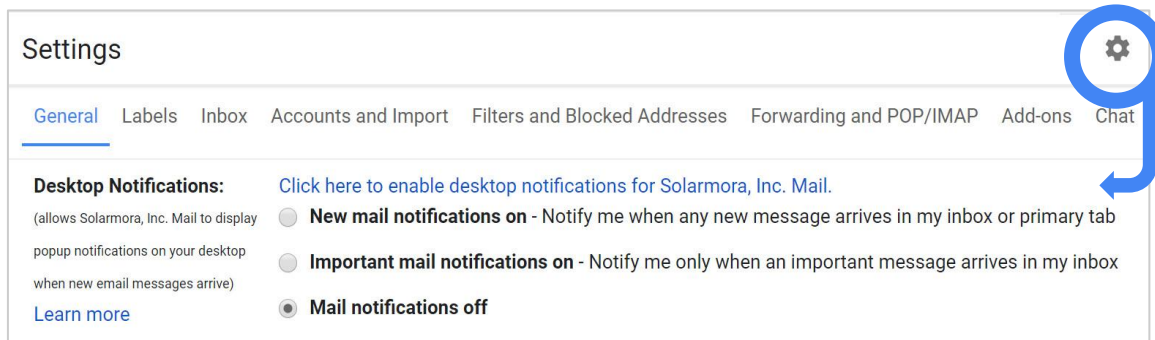 Settings
General Labels Inbox Accounts and Import Filters and Blocked Addresses Forwarding and POP/IMAP Add-ons Chat
Desktop Notifications: Click here to enable desktop notifications for Solarmora, Inc. Mail.
(allows Solarmora, Inc. Mail to display
popup notifications on your desktop
when new email messages arrive)
Learn more
New mail notifications on - Notify me when any new message arrives in my inbox or primary tab
Important mail notifications on - Notify me only when an important message arrives in my inbox
Mail notifications off